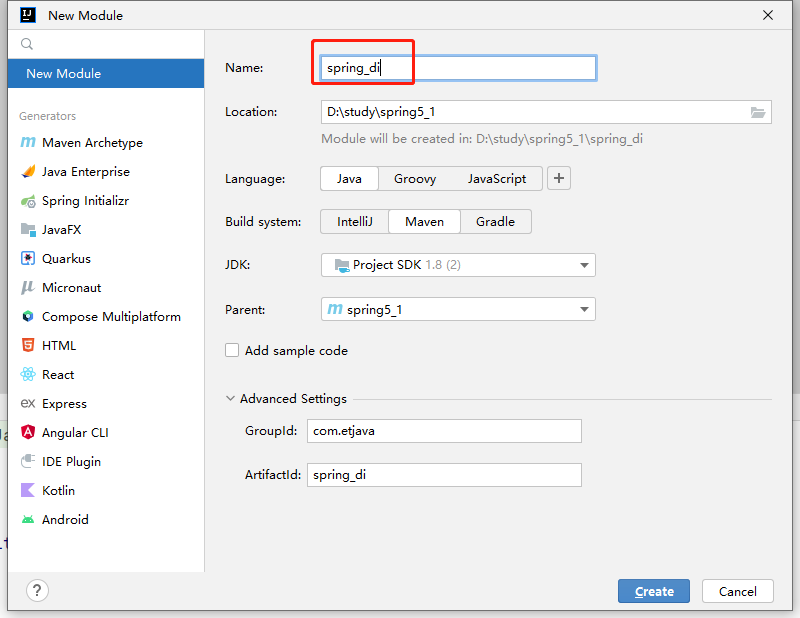 New Module
New Module
Generators
Maven Archetype
Java Enterprise
Spring Initializr
JavaFX
Quarkus
Micronaut
Compose Multiplatform
HTML
React
Express
Angular CLI
IDE Plugin
Kotlin
Android
Name: spring_di
Location: D:\study\spring5_1
Module will be created in: D:\study\spring5_1\spring_di
Language: Java Groovy JavaScript +
Build system: IntelliJ Maven Gradle
JDK: Project SDK 1.8 (2)
Parent: spring5_1
Add sample code
Advanced Settings
GroupId: com.etjava
ArtifactId: spring_di
? Create Cancel